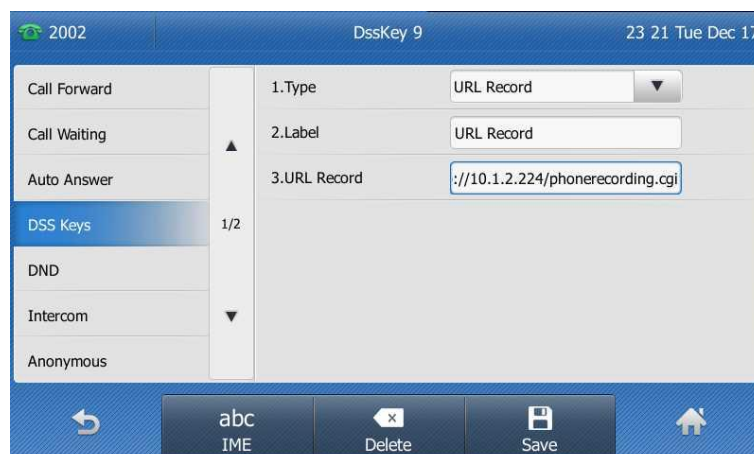 2002 DssKey 9 23 21 Tue Dec 17
Call Forward
Call Waiting
Auto Answer
DSS Keys
DND
Intercom
Anonymous
1/2
1.Type URL Record
2.Label URL Record
3.URL Record ://10.1.2.224/phonerecording.cgi
abc
IME
Delete
Save